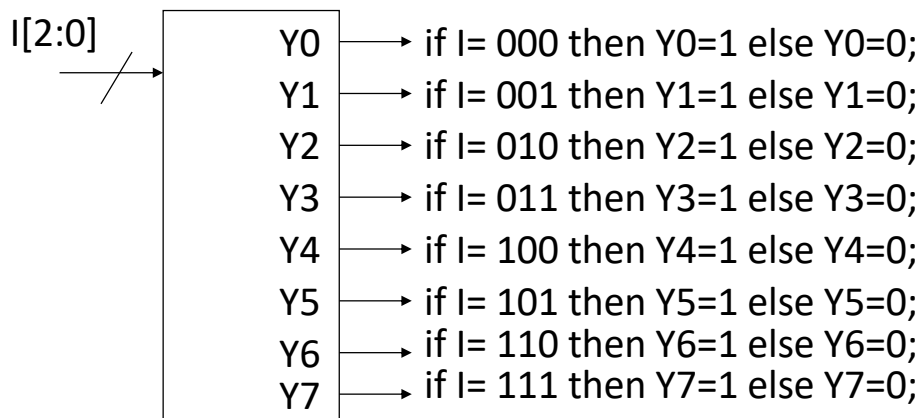 I[2:0]
Y0 if I= 000 then Y0=1 else Y0=0;
Y1 if I= 001 then Y1=1 else Y1=0;
Y2 if I= 010 then Y2=1 else Y2=0;
Y3 if I= 011 then Y3=1 else Y3=0;
Y4 if I= 100 then Y4=1 else Y4=0;
Y5 if I= 101 then Y5=1 else Y5=0;
Y6 if I= 110 then Y6=1 else Y6=0;
Y7 if I= 111 then Y7=1 else Y7=0;